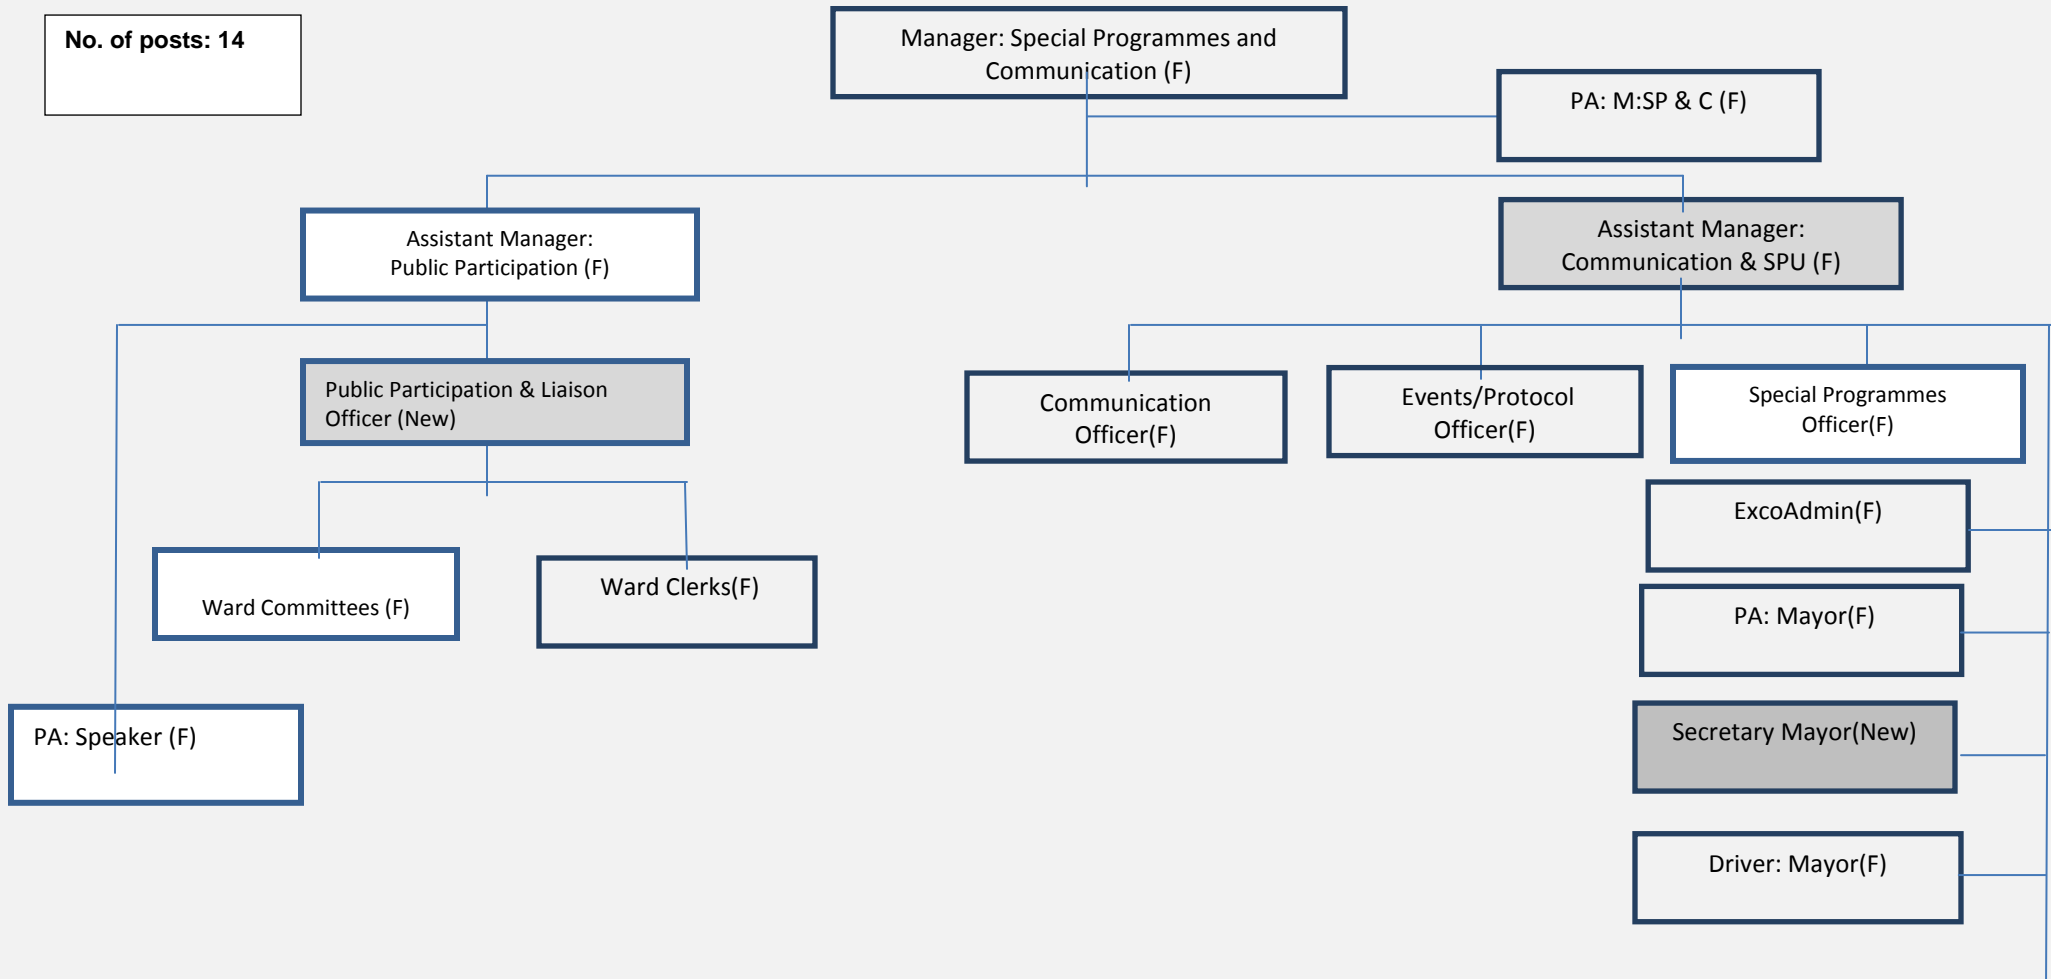 No. of posts: 14
Manager: Special Programmes and
Communication (F)
PA: M:SP & C (F)
Assistant Manager:
Public Participation (F)
Assistant Manager:
Communication & SPU (F)
Public Participation & Liaison
Officer (New)
Communication
Officer(F)
Events/Protocol
Officer(F)
Special Programmes
Officer(F)
ExcoAdmin(F)
Ward Committees (F)
Ward Clerks(F)
PA: Mayor(F)
PA: Speaker (F)
Secretary Mayor(New)
Driver: Mayor(F)